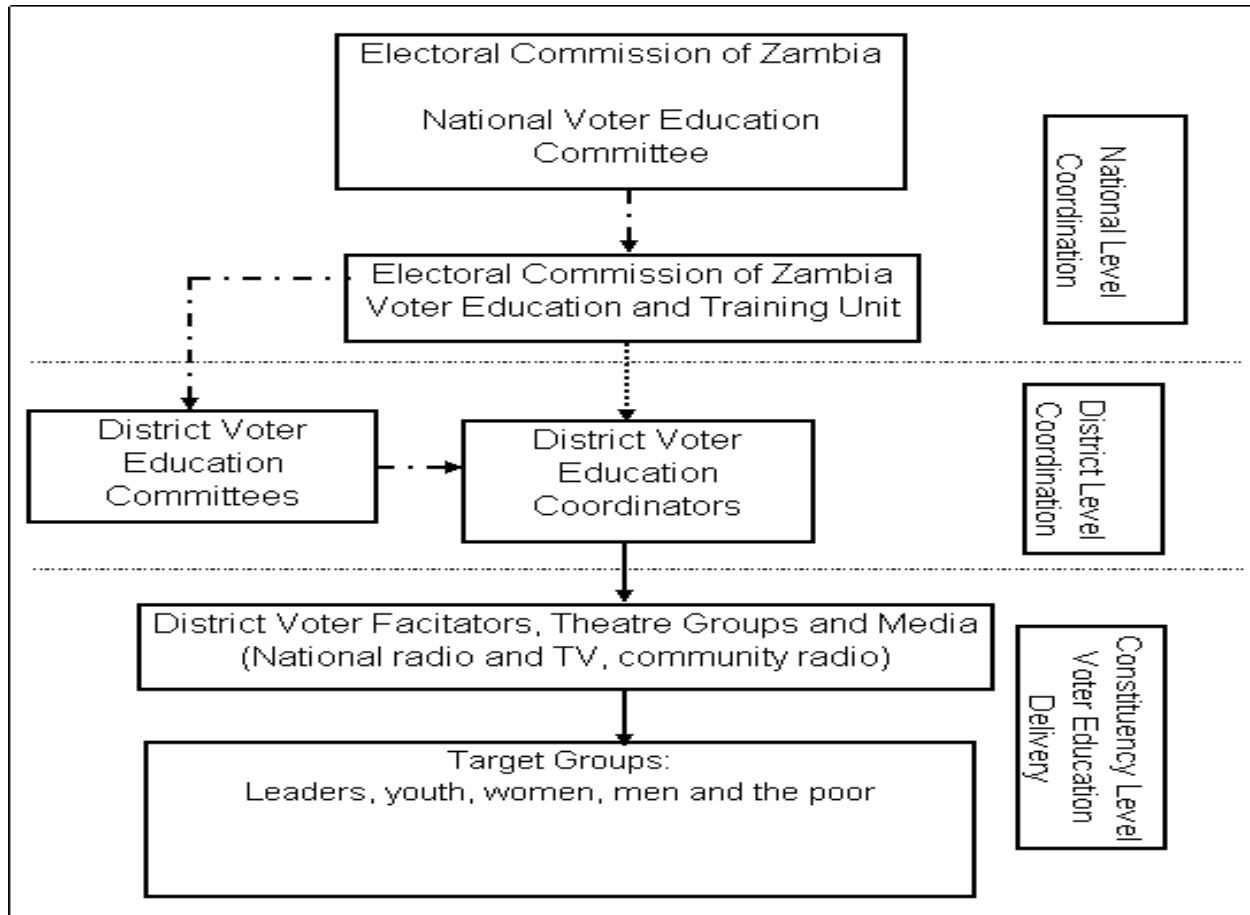 Electoral Commission of Zambia
National Voter Education
Committee
National Level
Coordination
Electoral Commission of Zambia
Voter Education and Training Unit
District Voter
Education
Committees
District Voter
Education
Coordinators
District Level
Coordination
District Voter Facitators, Theatre Groups and Media
(National radio and TV, community radio)
Target Groups:
Leaders, youth, women, men and the poor
Constituency Level
Voter Education
Delivery